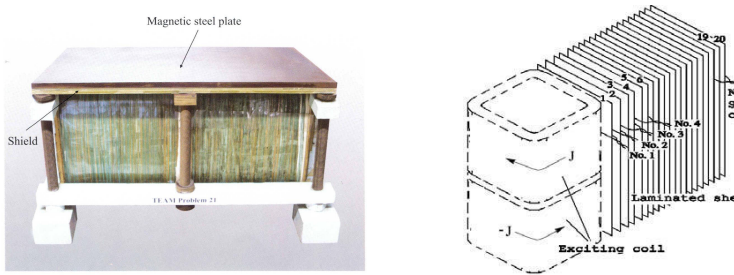 Magnetic steel plate
Shield
TEAM Problem 21
19 20
5 6
3 4
1 2
No. 4
No. 3
No. 2
No. 1
J
Laminated she
-J
Exciting coil